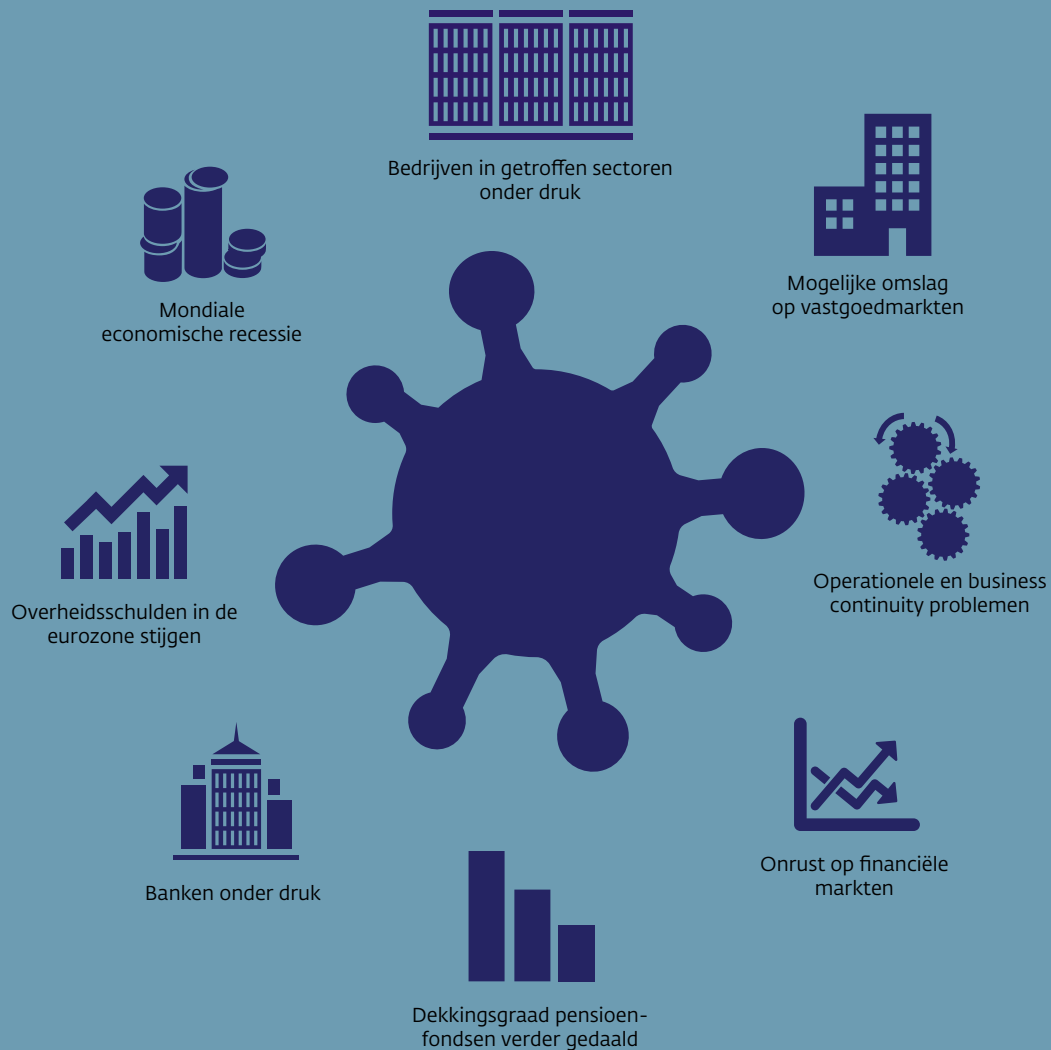 Bedrijven in getroffen sectoren
onder druk
Mogelijke omslag
op vastgoedmarkten
Mondiale
economische recessie
Operationele en business
continuity problemen
Overheidsschulden in de
eurozone stijgen
Onrust op financiële
markten
Banken onder druk
Dekkingsgraad pensioen-
fondsen verder gedaald